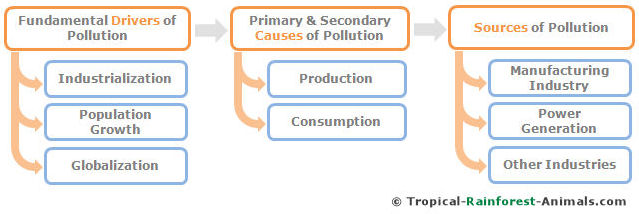 Fundamental Drivers of
Pollution
Industrialization
Population
Growth
Globalization
Primary & Secondary
Causes of Pollution
Production
Consumption
Sources of Pollution
Manufacturing
Industry
Power
Generation
Other Industries
© Tropical-Rainforest-Animals.com